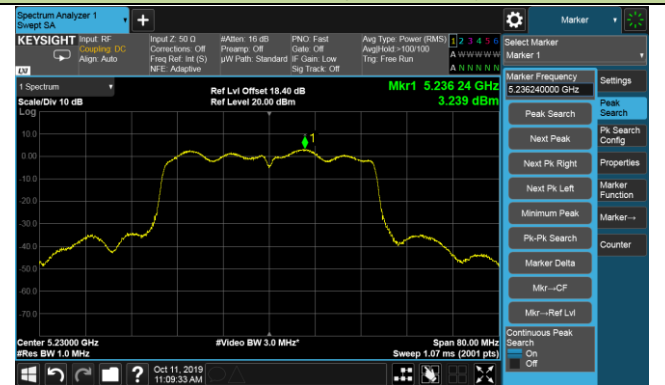 Spectrum Analyzer 1
Swept SA
+
Marker
KEYSIGHT
Input: RF
Coupling: DC
Align: Auto
Input Z: 50 Ω
Corrections: Off
Freq Ref: Int (S)
NFE: Adaptive
#Atten: 16 dB
Preamp: Off
µW Path: Standard
PNO: Fast
Gate: Off
IF Gain: Low
Sig Track: Off
Avg Type: Power (RMS)
Avg|Hold:>100/100
Trig: Free Run
1 2 3 4 5 6
A W W W W W
A N N N N N
LXI
Select Marker
Marker 1
1 Spectrum
Scale/Div 10 dB
Log
Ref Lvl Offset 18.40 dB
Ref Level 20.00 dBm
Mkr1 5.236 24 GHz
3.239 dBm
1
10.0
0.00
-10.0
-20.0
-30.0
-40.0
-50.0
-60.0
-70.0
Center 5.23000 GHz
#Res BW 1.0 MHz
#Video BW 3.0 MHz*
Span 80.00 MHz
Sweep 1.07 ms (2001 pts)
Marker Frequency
5.236240000 GHz
Peak Search
Next Peak
Next Pk Right
Next Pk Left
Minimum Peak
Pk-Pk Search
Marker Delta
Mkr→CF
Mkr→Ref Lvl
Continuous Peak
Search
On
Off
Settings
Peak
Search
Pk Search
Config
Properties
Marker
Function
Marker→
Counter
?
Oct 11, 2019
11:09:33 AM